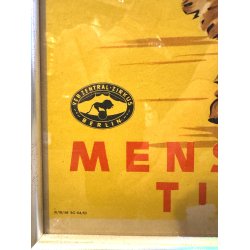 VEB ZENTRAL-ZIRKUS
BERLIN
MENS
TI